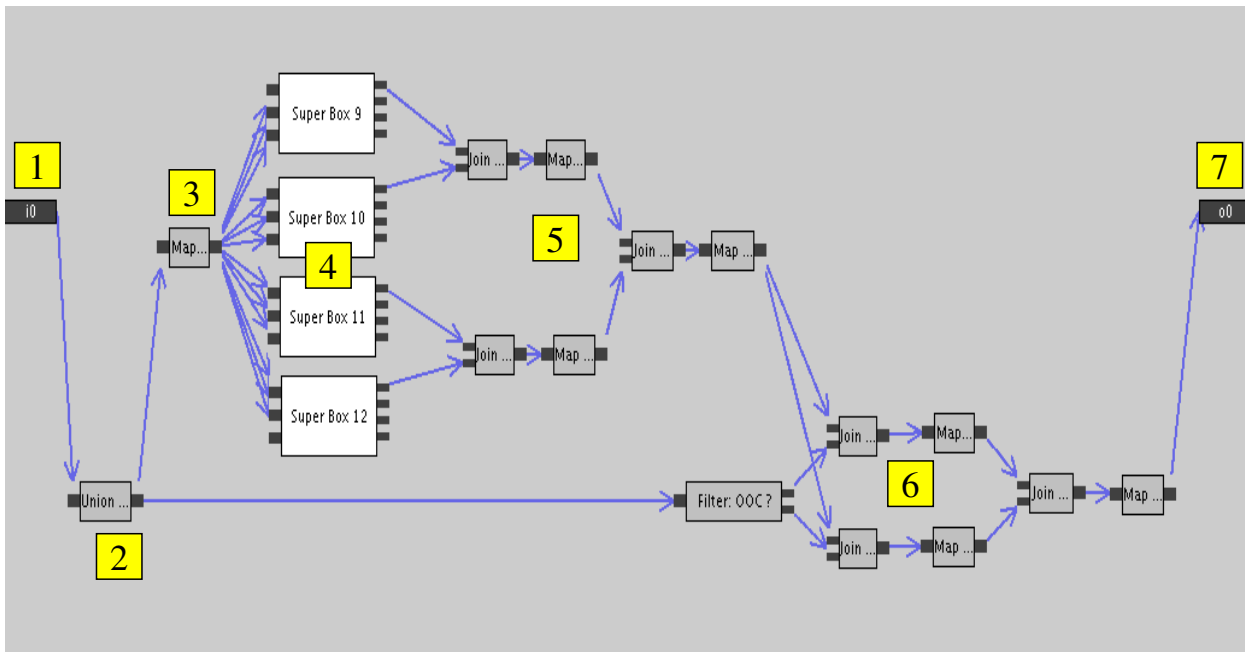 1
i0
2
Union ...
3
Map...
4
Super Box 9
Super Box 10
Super Box 11
Super Box 12
Join ...
Map...
Join ...
Map ...
5
Join ...
Map ...
Filter: OOC ?
6
Join ...
Map...
Join ...
Map ...
Join ...
Map ...
7
o0